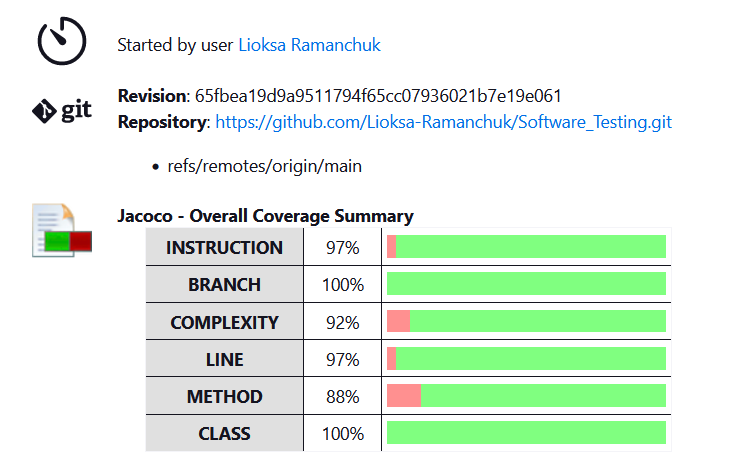 Started by user Lioksa Ramanchuk
git
Revision: 65fbea19d9a9511794f65cc07936021b7e19e061
Repository: https://github.com/Lioksa-Ramanchuk/Software_Testing.git
• refs/remotes/origin/main
Jacoco - Overall Coverage Summary
INSTRUCTION 97%
BRANCH 100%
COMPLEXITY 92%
LINE 97%
METHOD 88%
CLASS 100%